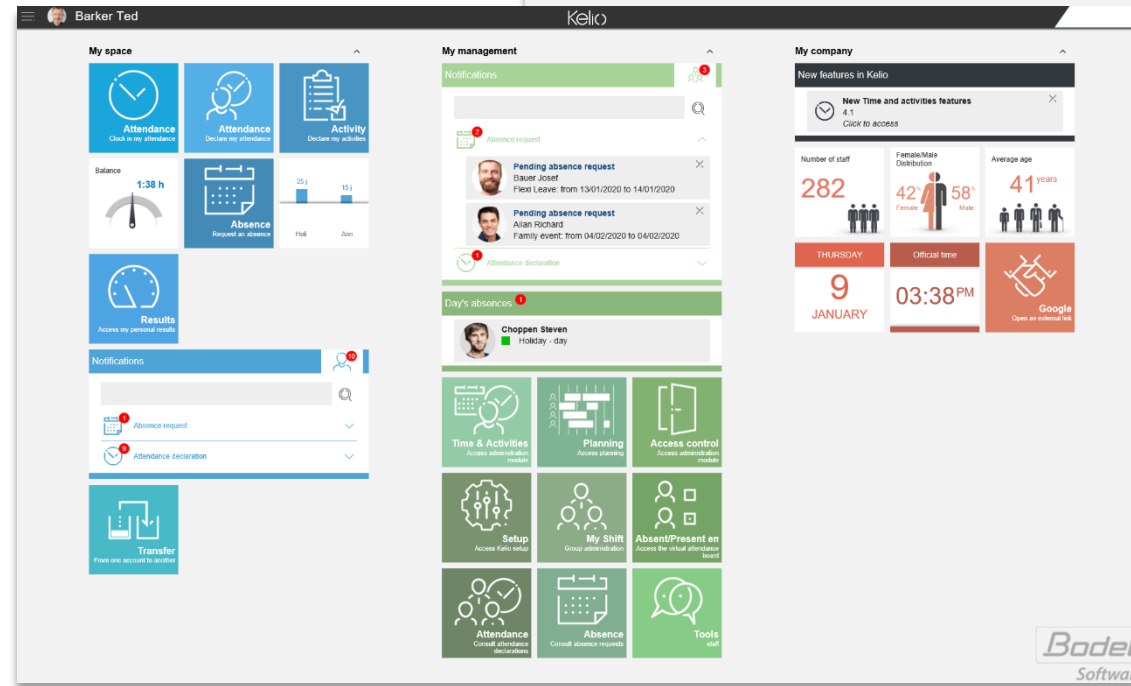 Barker Ted
Kelio
My space
Attendance
Clock in my attendance
Attendance
Declare my attendance
Activity
Declare my activities
Balance
1:38 h
Absence
Request an absence
25 j
15 j
Holi
Ann
Results
Access my personal results
Notifications
10
1
Absence request
9
Attendance declaration
Transfer
From one account to another
My management
Notifications
3
2
Absence request
Pending absence request
Bauer Josef
Flexi Leave: from 13/01/2020 to 14/01/2020
Pending absence request
Allan Richard
Family event: from 04/02/2020 to 04/02/2020
1
Attendance declaration
Day's absences 1
Choppen Steven
Holiday - day
Time & Activities
Access administration
module
Planning
Access planning
Access control
Access administration
module
Setup
Access Kelio setup
My Shift
Group administration
Absent/Present em
Access the virtual attendance
board
Attendance
Consult attendance
declarations
Absence
Consult absence requests
Tools
staff
My company
New features in Kelio
New Time and activities features
4.1
Click to access
Number of staff
282
Female/Male
Distribution
42%
Female
58%
Male
Average age
41 years
THURSDAY
9
JANUARY
Official time
03:38 PM
Google
Open an external link
Bodet
Software